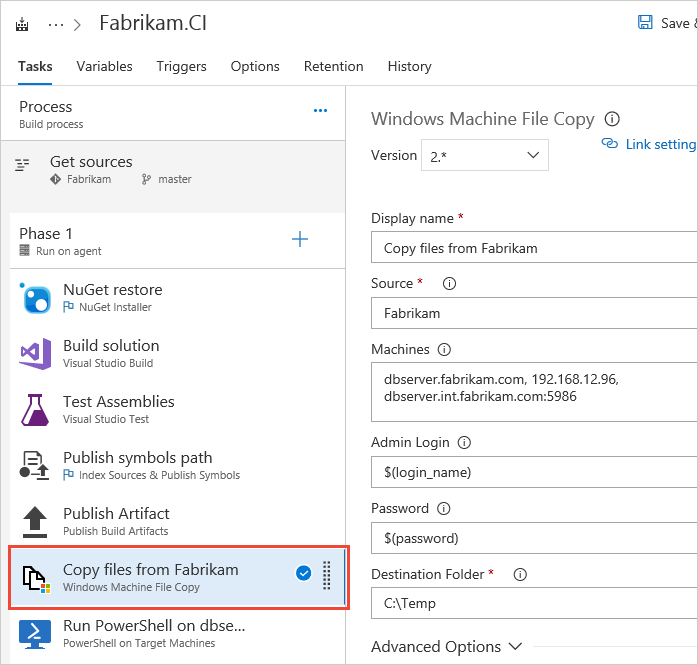 ··· > Fabrikam.CI
Save &
Tasks Variables Triggers Options Retention History
Process
Build process
Get sources
Fabrikam master
Phase 1
Run on agent
NuGet restore
NuGet Installer
Build solution
Visual Studio Build
Test Assemblies
Visual Studio Test
Publish symbols path
Index Sources & Publish Symbols
Publish Artifact
Publish Build Artifacts
Copy files from Fabrikam
Windows Machine File Copy
Run PowerShell on dbse...
PowerShell on Target Machines
Windows Machine File Copy
Link setting
Version 2.*
Display name *
Copy files from Fabrikam
Source *
Fabrikam
Machines
dbserver.fabrikam.com, 192.168.12.96,
dbserver.int.fabrikam.com:5986
Admin Login
$(login_name)
Password
$(password)
Destination Folder *
C:\Temp
Advanced Options